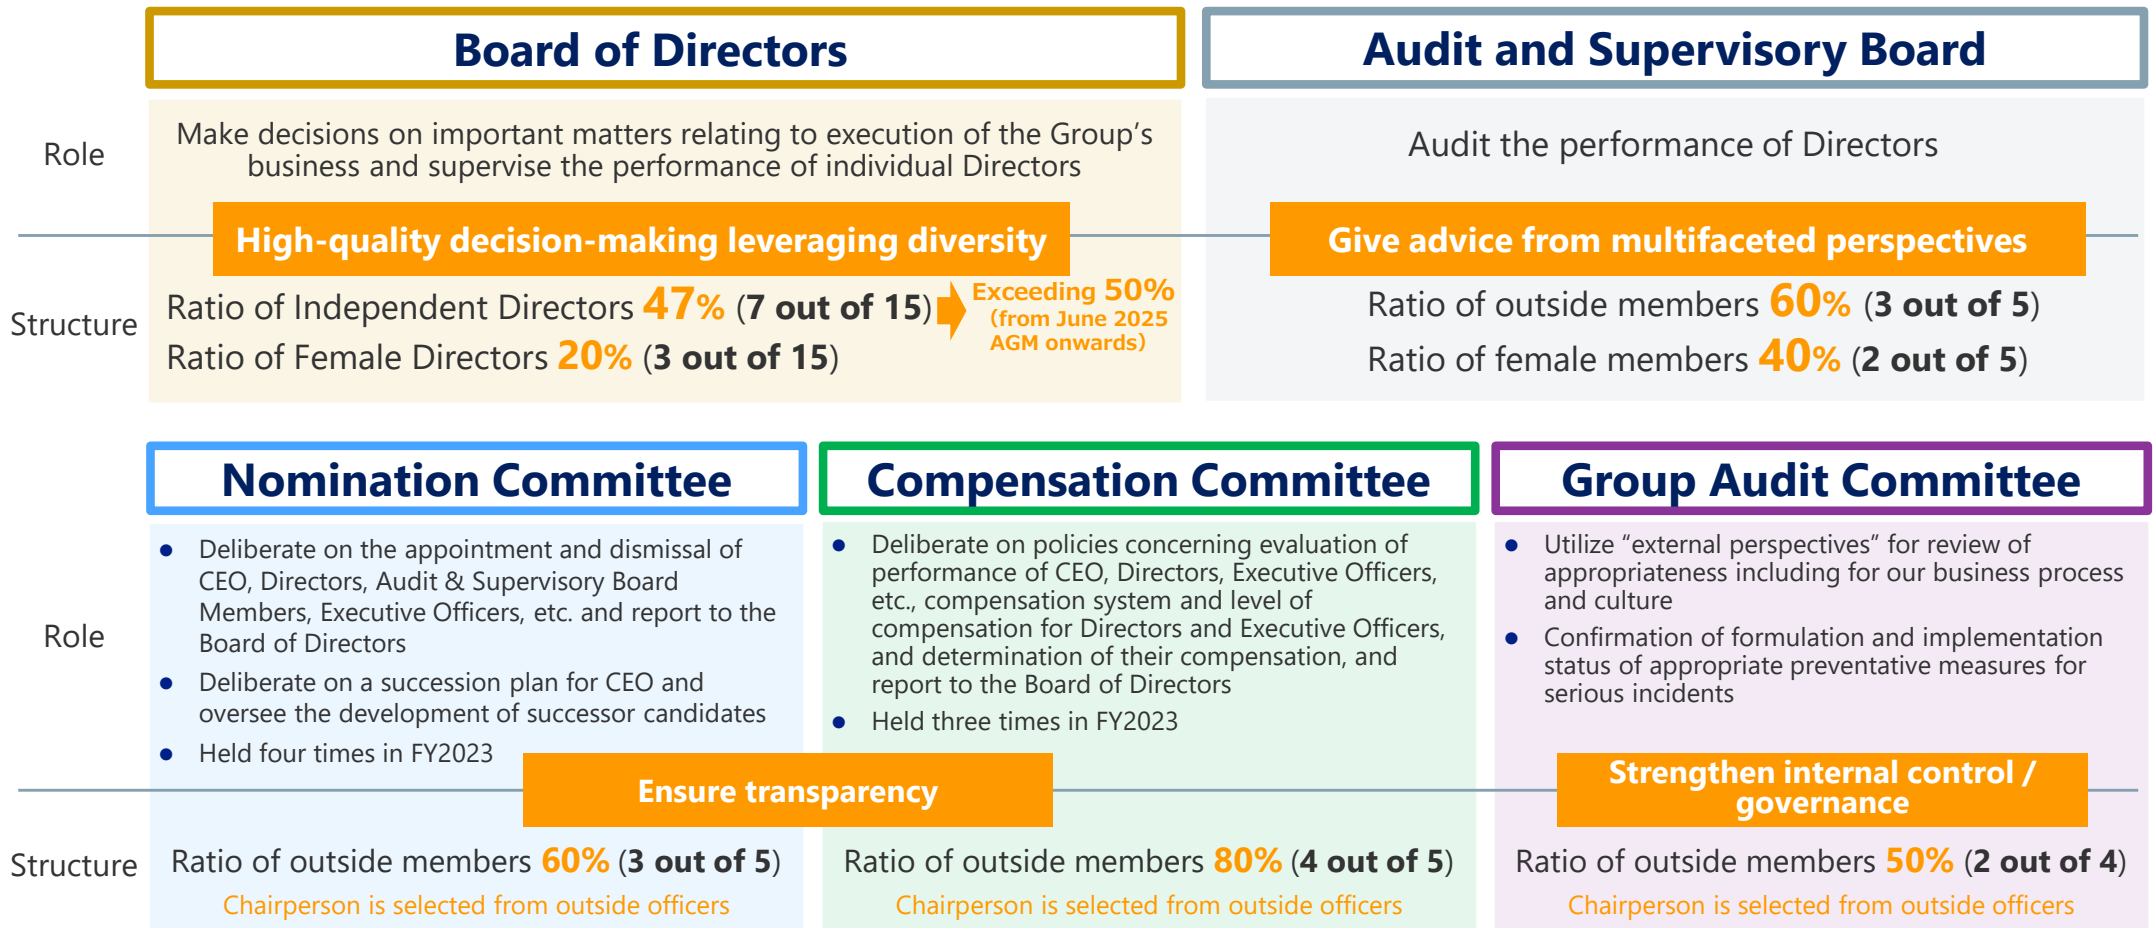 Board of Directors
Audit and Supervisory Board
Role
Make decisions on important matters relating to execution of the Group‘s
business and supervise the performance of individual Directors
Audit the performance of Directors
High-quality decision-making leveraging diversity
Give advice from multifaceted perspectives
Structure
Ratio of Independent Directors 47% (7 out of 15)
Exceeding 50%
(from June 2025
AGM onwards)
Ratio of Female Directors 20% (3 out of 15)
Ratio of outside members 60% (3 out of 5)
Ratio of female members 40% (2 out of 5)
Nomination Committee
Compensation Committee
Group Audit Committee
Role
● Deliberate on the appointment and dismissal of
CEO, Directors, Audit & Supervisory Board
Members, Executive Officers, etc. and report to the
Board of Directors
● Deliberate on a succession plan for CEO and
oversee the development of successor candidates
● Held four times in FY2023
● Deliberate on policies concerning evaluation of
performance of CEO, Directors, Executive Officers,
etc., compensation system and level of
compensation for Directors and Executive Officers,
and determination of their compensation, and
report to the Board of Directors
● Held three times in FY2023
● Utilize “external perspectives” for review of
appropriateness including for our business process
and culture
● Confirmation of formulation and implementation
status of appropriate preventative measures for
serious incidents
Ensure transparency
Strengthen internal control /
governance
Structure
Ratio of outside members 60% (3 out of 5)
Chairperson is selected from outside officers
Ratio of outside members 80% (4 out of 5)
Chairperson is selected from outside officers
Ratio of outside members 50% (2 out of 4)
Chairperson is selected from outside officers